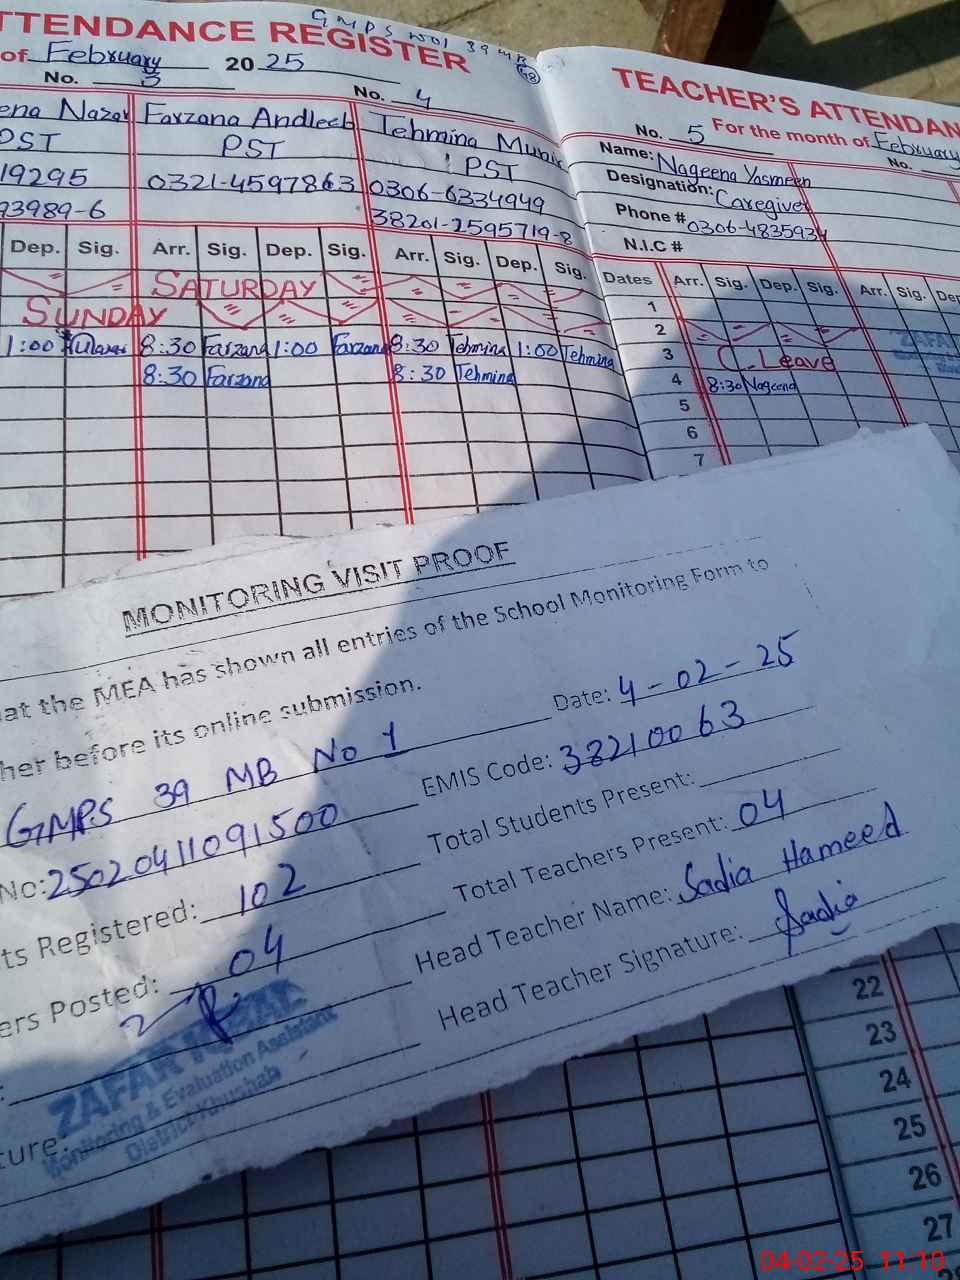 GMPS NO1 39 MB
TTENDANCE REGISTER
of February 2025
No. 3
No. 4
ena Nazar Farzana Andleeb Tehmina Munir
PST PST PST
19295 0321-4597863 0306-6334949
93989-6 38201-2595719-8
Dep. Sig. Arr. Sig. Dep. Sig. Arr. Sig. Dep. Sig.
SATURDAY
SUNDAY
1:00 8:30 Farzana 1:00 Farzana 8:30 Tehmina 1:00 Tehmina
8:30 Farzana 8:30 Tehmina
TEACHER'S ATTENDAN
No. 5 For the month of February
No.
Name: Nageena Yasmeen
Designation: Caregiver
Phone # 0306-4835934
N.I.C #
Dates Arr. Sig. Dep. Sig. Arr. Sig. Dep
1
2
3 C. Leave
4 8:30 Nageena
5
6
7
MONITORING VISIT PROOF
at the MEA has shown all entries of the School Monitoring Form to
her before its online submission.
Date: 4-02-25
GMPS 39 MB No 1
EMIS Code: 38210063
No: 25020411091500
Total Students Present:
ts Registered: 102
Total Teachers Present: 04
ers Posted: 04
Head Teacher Name: Sadia Hameed
Head Teacher Signature: Sadia
ture:
ZAFAR IQBAL
Monitoring & Evaluation Assistant
District Khushab
22
23
24
25
26
27
04-02-25 11:10